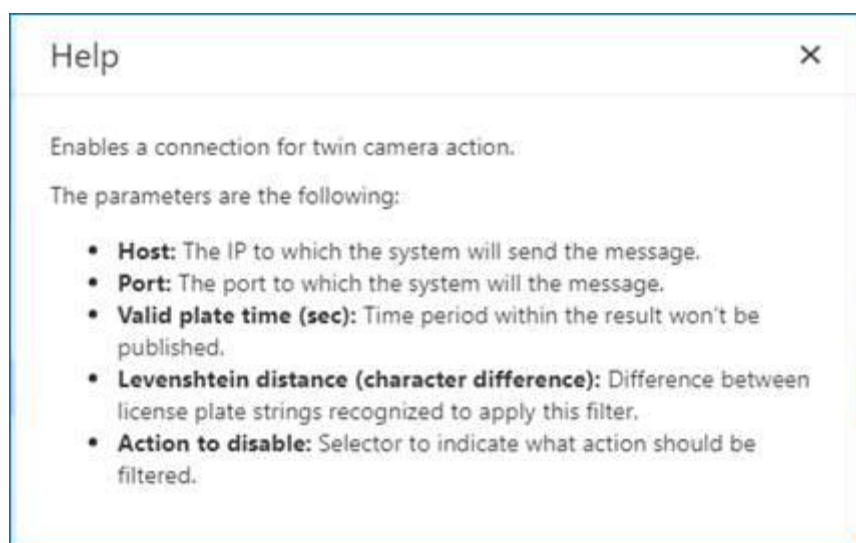 Help
Enables a connection for twin camera action.
The parameters are the following:
• Host: The IP to which the system will send the message.
• Port: The port to which the system will the message.
• Valid plate time (sec): Time period within the result won't be
published.
• Levenshtein distance (character difference): Difference between
license plate strings recognized to apply this filter.
• Action to disable: Selector to indicate what action should be
filtered.